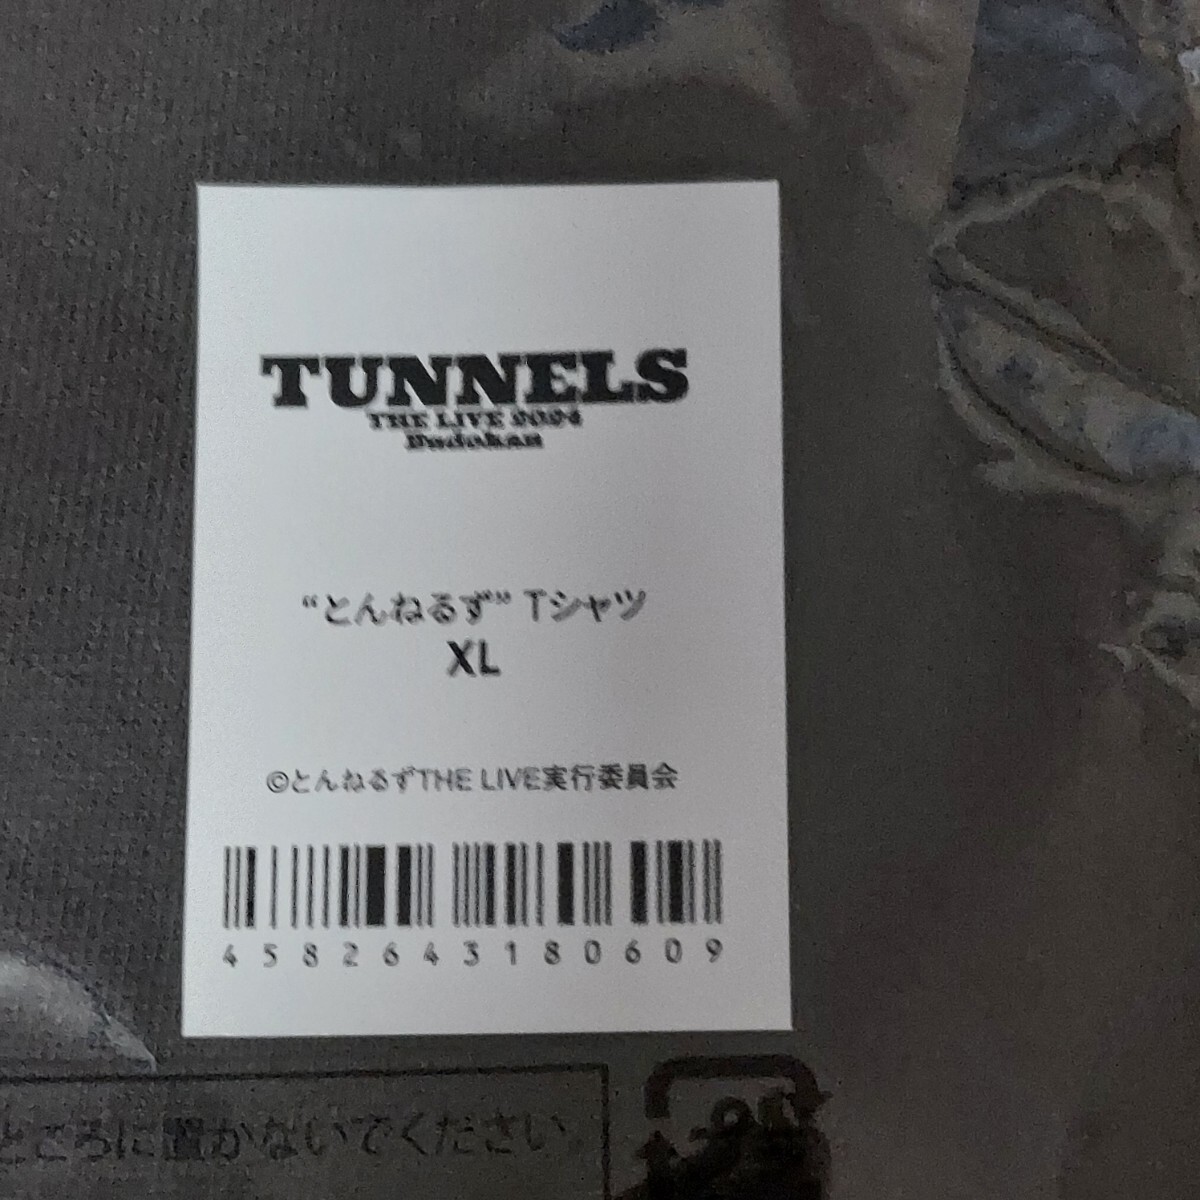 TUNNELS
THE LIVE 2024
Budokan
“とんねるず” Tシャツ
XL
©とんねるずTHE LIVE実行委員会
4582643180609
ところに置かないでください。